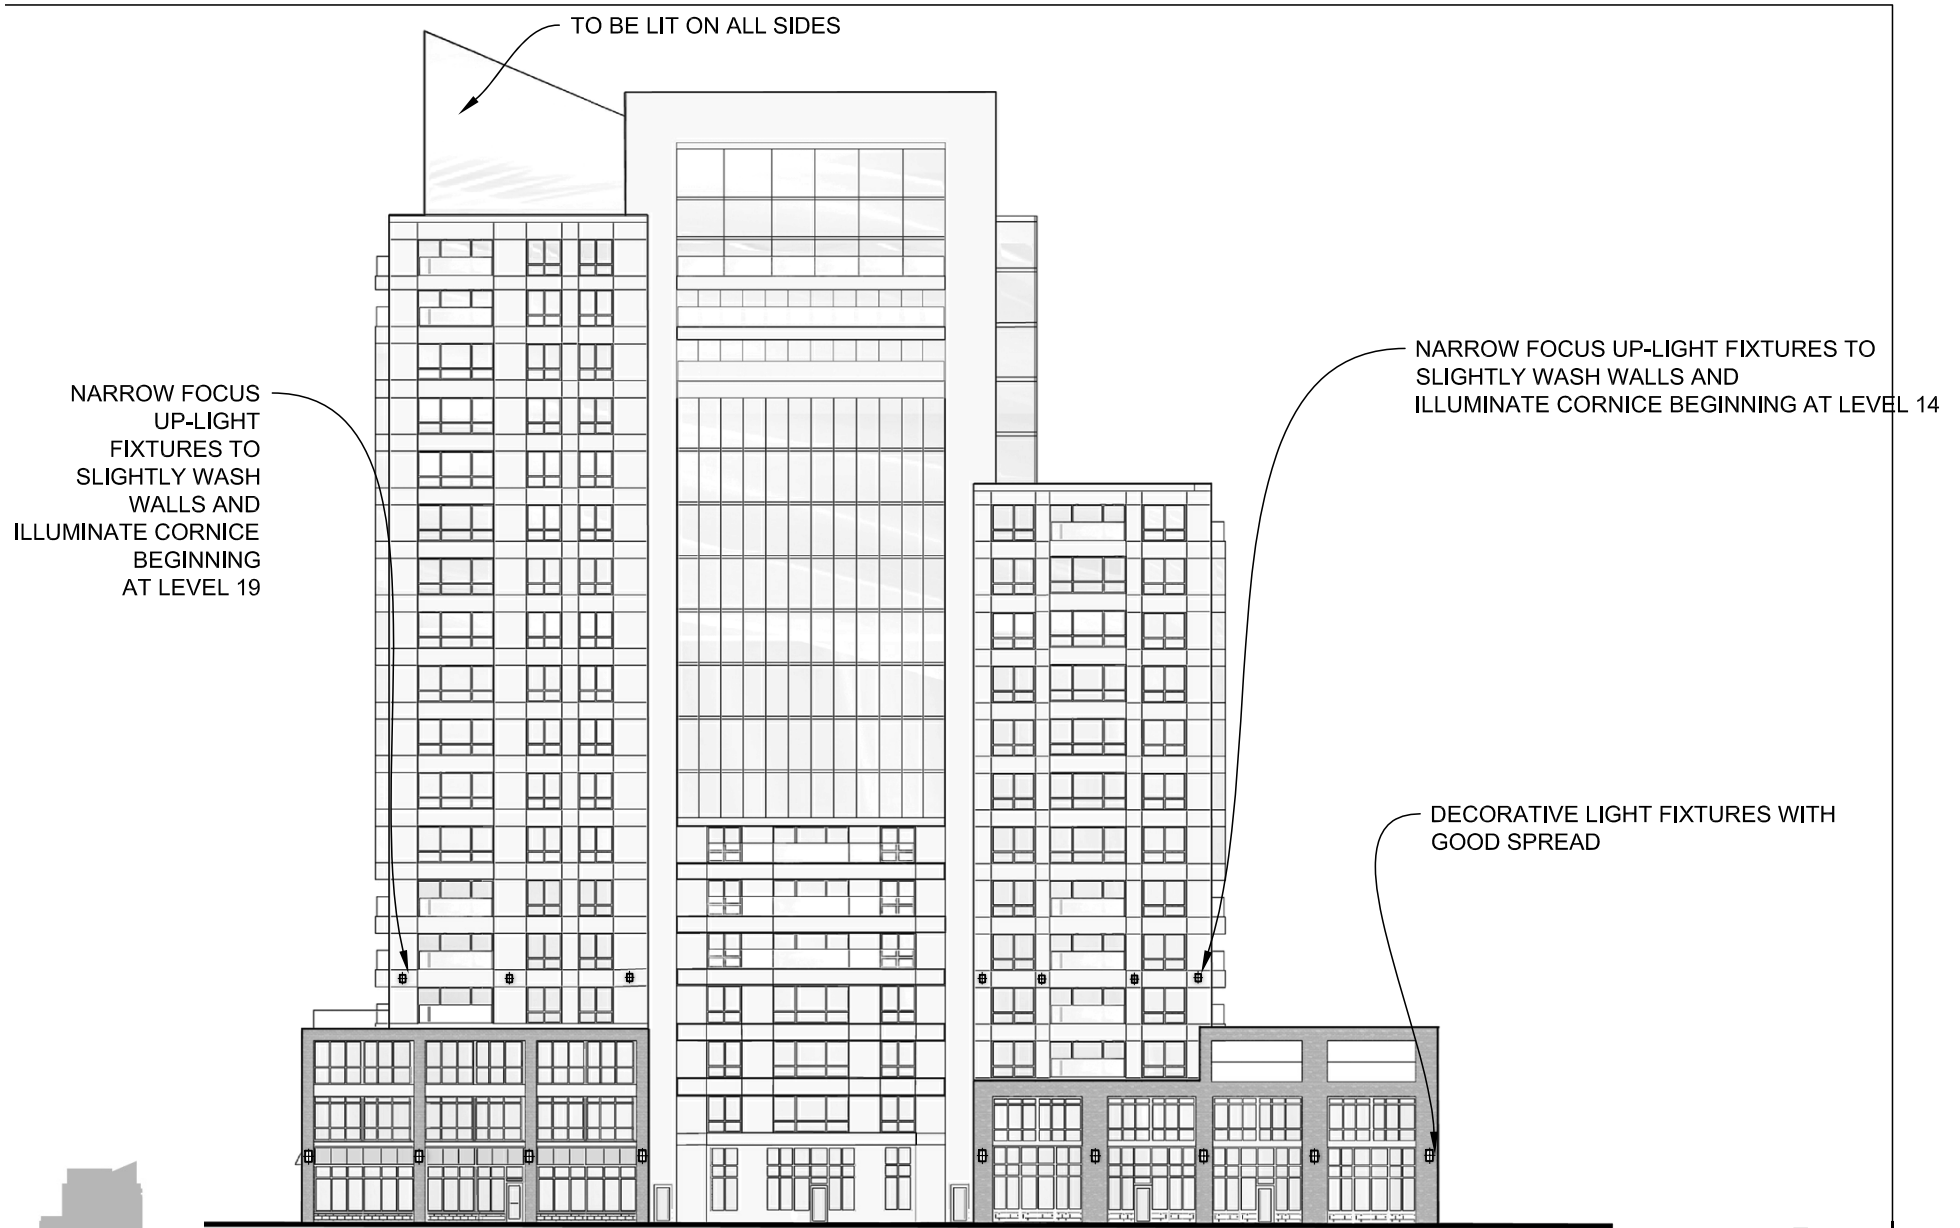 TO BE LIT ON ALL SIDES
NARROW FOCUS
UP-LIGHT
FIXTURES TO
SLIGHTLY WASH
WALLS AND
ILLUMINATE CORNICE
BEGINNING
AT LEVEL 19
NARROW FOCUS UP-LIGHT FIXTURES TO
SLIGHTLY WASH WALLS AND
ILLUMINATE CORNICE BEGINNING AT LEVEL 14
DECORATIVE LIGHT FIXTURES WITH
GOOD SPREAD